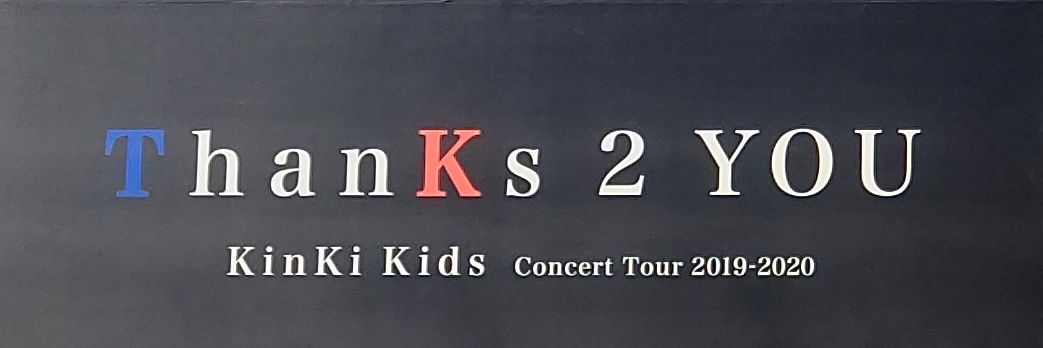 ThanKs 2 YOU
KinKi Kids Concert Tour 2019-2020